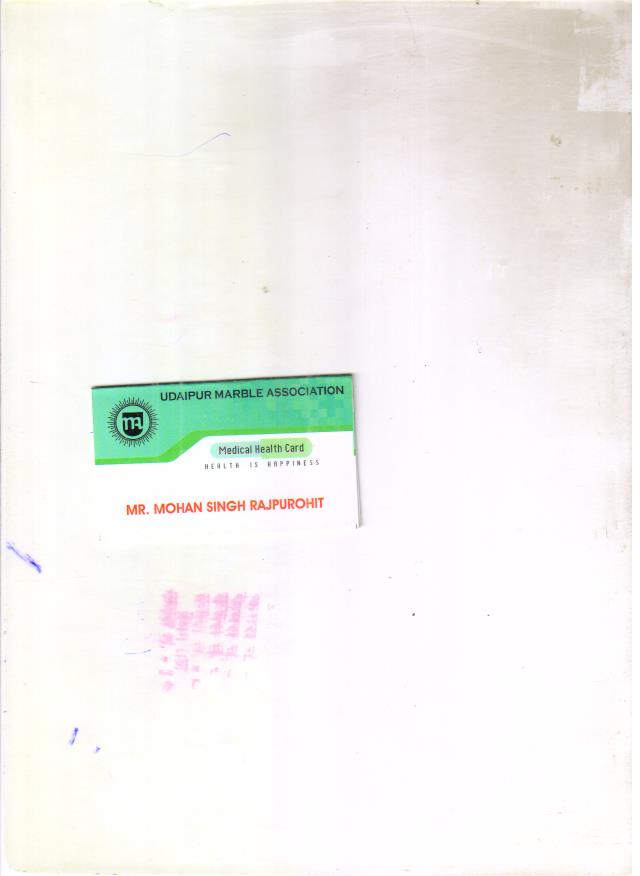 UDAIPUR MARBLE ASSOCIATION
Medical Health Card
HEALTH IS HAPPINESS
MR. MOHAN SINGH RAJPUROHIT